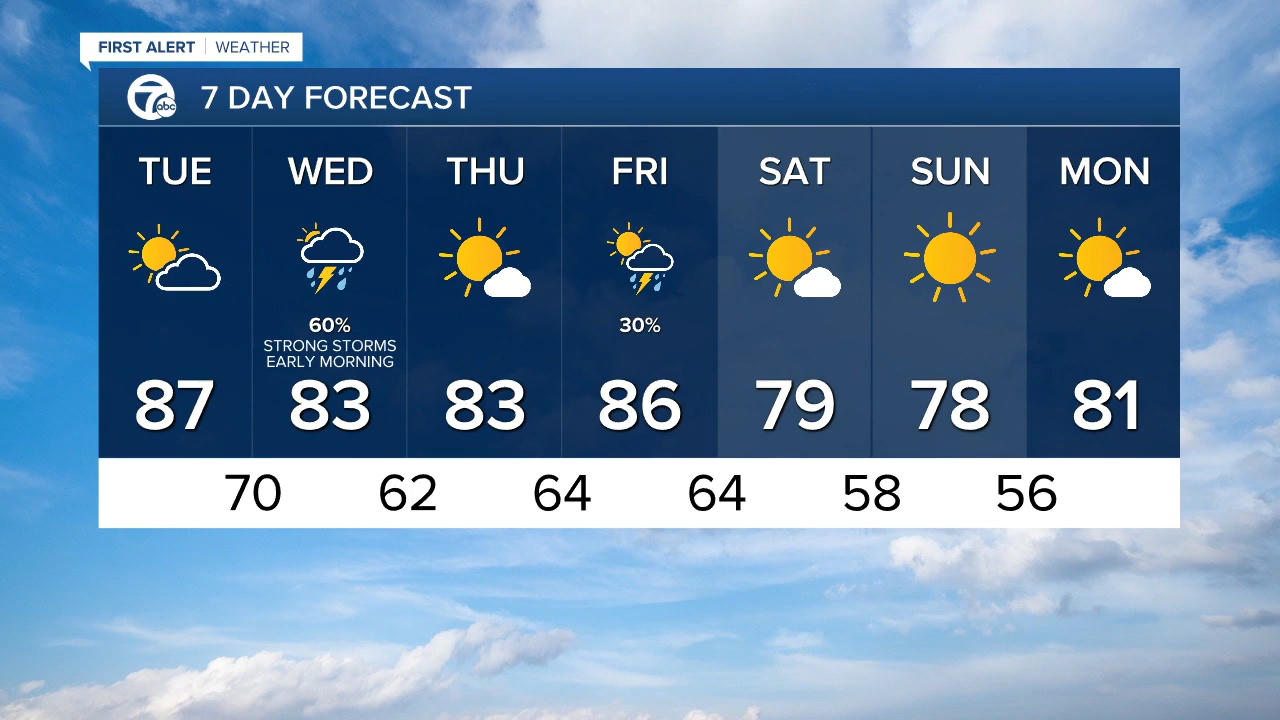 FIRST ALERT WEATHER
7 abc 7 DAY FORECAST
TUE WED THU FRI SAT SUN MON
60% 30%
STRONG STORMS
EARLY MORNING
87 83 83 86 79 78 81
70 62 64 64 58 56